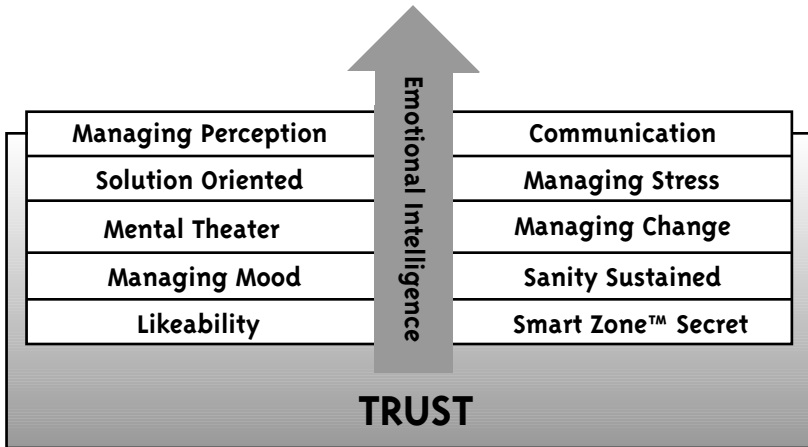 Emotional Intelligence
Managing Perception
Solution Oriented
Mental Theater
Managing Mood
Likeability
Communication
Managing Stress
Managing Change
Sanity Sustained
Smart Zone™ Secret
TRUST